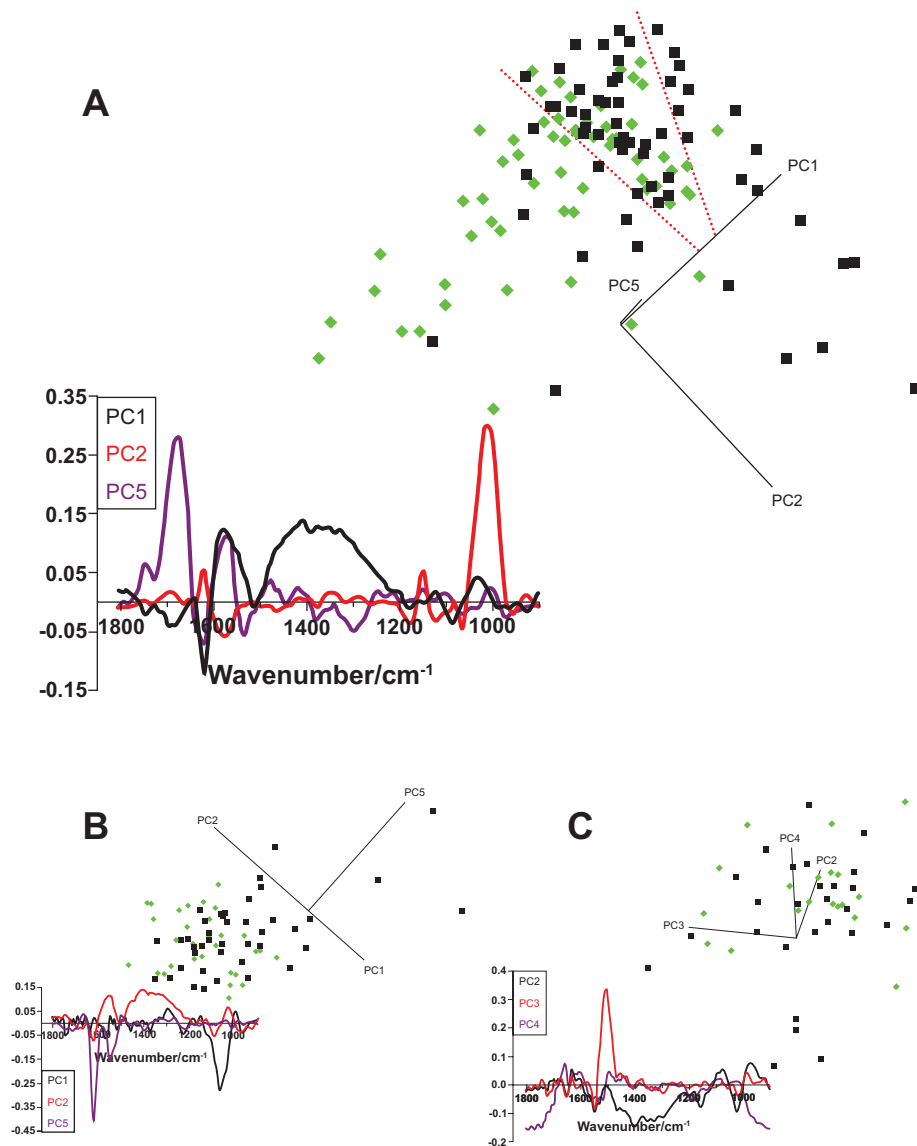 A
PC1
PC5
PC2
0.35
0.25
0.15
0.05
-0.05
-0.15
PC1
PC2
PC5
1800
1600
1400
1200
1000
Wavenumber/cm-1
B
PC2
PC5
PC1
0.15
0.05
-0.05
-0.15
-0.25
-0.35
-0.45
1800
1600
1400
1200
1000
Wavenumber/cm-1
PC1
PC2
PC5
C
PC4
PC2
PC3
0.4
0.3
0.2
0.1
0.0
-0.1
-0.2
PC2
PC3
PC4
1800
1600
1400
1200
1000
Wavenumber/cm-1